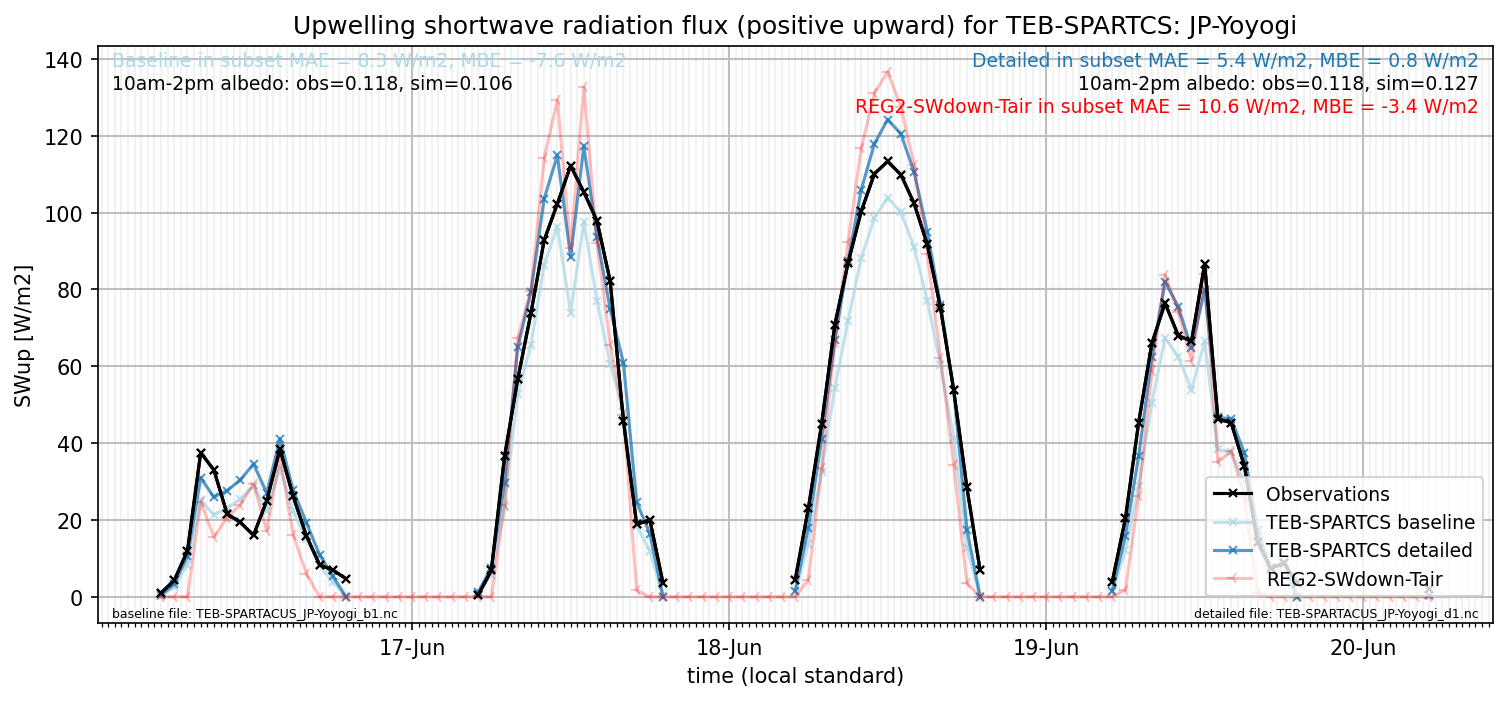 Upwelling shortwave radiation flux (positive upward) for TEB-SPARTCS: JP-Yoyogi
Baseline in subset MAE = 8.3 W/m2, MBE = -7.6 W/m2
10am-2pm albedo: obs=0.118, sim=0.106
Detailed in subset MAE = 5.4 W/m2, MBE = 0.8 W/m2
10am-2pm albedo: obs=0.118, sim=0.127
REG2-SWdown-Tair in subset MAE = 10.6 W/m2, MBE = -3.4 W/m2
SWup [W/m2]
140
120
100
80
60
40
20
0
Observations
TEB-SPARTCS baseline
TEB-SPARTCS detailed
REG2-SWdown-Tair
baseline file: TEB-SPARTACUS_JP-Yoyogi_b1.nc
detailed file: TEB-SPARTACUS_JP-Yoyogi_d1.nc
17-Jun
18-Jun
19-Jun
20-Jun
time (local standard)